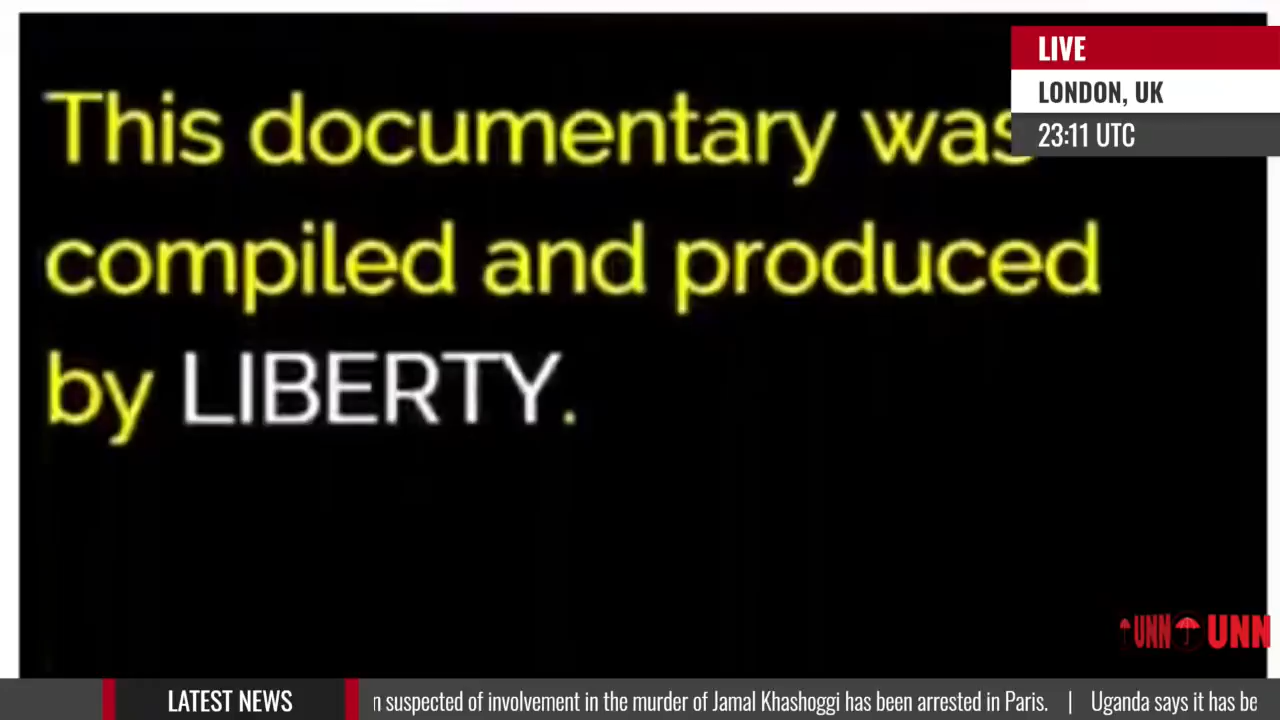 This documentary was
compiled and produced
by LIBERTY.
LIVE
LONDON, UK
23:11 UTC
UNN UNN
LATEST NEWS
n suspected of involvement in the murder of Jamal Khashoggi has been arrested in Paris. | Uganda says it has be